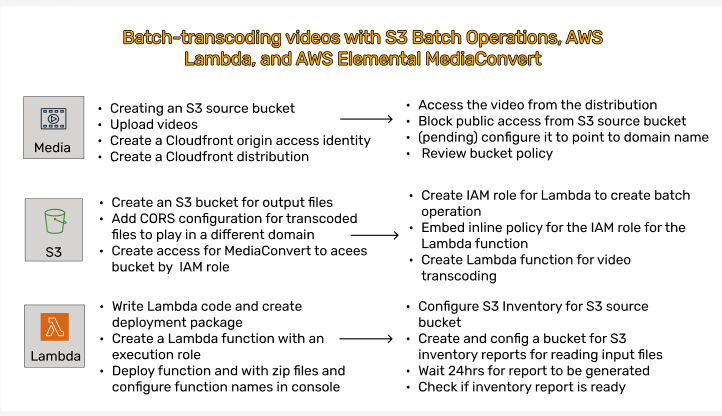 Batch-transcoding videos with S3 Batch Operations, AWS
Lambda, and AWS Elemental MediaConvert
Media
• Creating an S3 source bucket
• Upload videos
• Create a Cloudfront origin access identity
• Create a Cloudfront distribution
• Access the video from the distribution
• Block public access from S3 source bucket
• (pending) configure it to point to domain name
• Review bucket policy
S3
• Create an S3 bucket for output files
• Add CORS configuration for transcoded
files to play in a different domain
• Create access for MediaConvert to acees
bucket by IAM role
• Create IAM role for Lambda to create batch
operation
• Embed inline policy for the IAM role for the
Lambda function
• Create Lambda function for video
transcoding
Lambda
• Write Lambda code and create
deployment package
• Create a Lambda function with an
execution role
• Deploy function and with zip files and
configure function names in console
• Configure S3 Inventory for S3 source
bucket
• Create and config a bucket for S3
inventory reports for reading input files
• Wait 24hrs for report to be generated
• Check if inventory report is ready